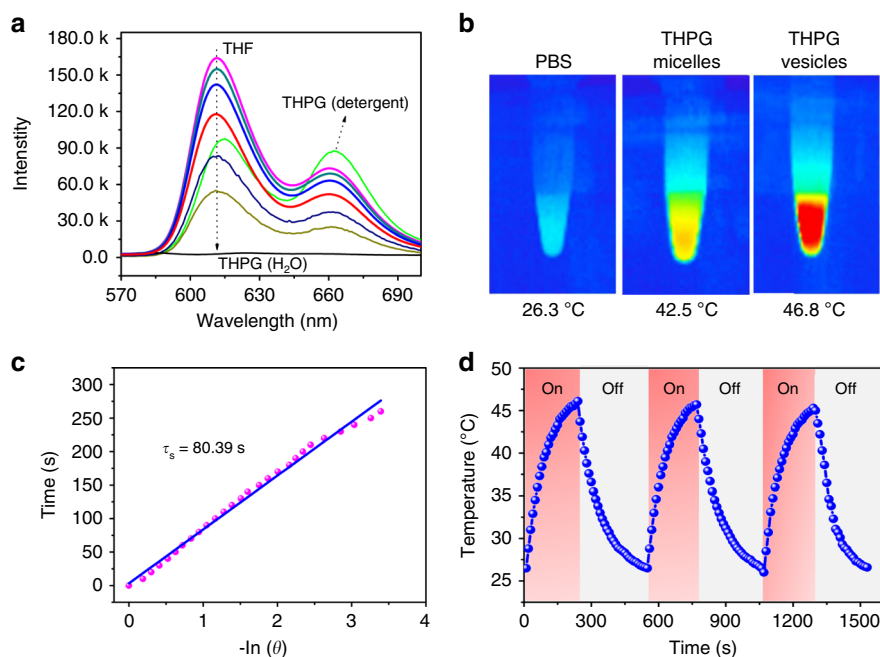 a
180.0 k
150.0 k
120.0 k
90.0 k
60.0 k
30.0 k
0.0
Intenstity
THF
THPG (detergent)
THPG (H₂O)
570 600 630 660 690
Wavelength (nm)
b
PBS
THPG micelles
THPG vesicles
26.3 °C
42.5 °C
46.8 °C
c
300
250
200
150
100
50
0
Time (s)
τs = 80.39 s
0 1 2 3 4
-In (θ)
d
50
45
40
35
30
25
Temperature (°C)
On Off On Off On Off
0 300 600 900 1200 1500
Time (s)